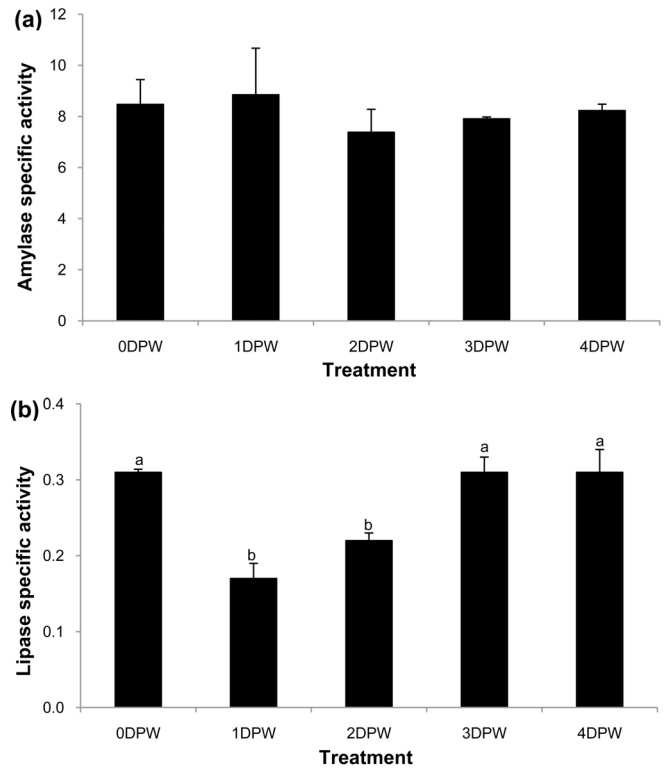 (a)
Amylase specific activity
12
10
8
6
4
2
0
0DPW 1DPW 2DPW 3DPW 4DPW
Treatment
(b)
Lipase specific activity
0.4
0.3
0.2
0.1
0.0
a b b a a
0DPW 1DPW 2DPW 3DPW 4DPW
Treatment